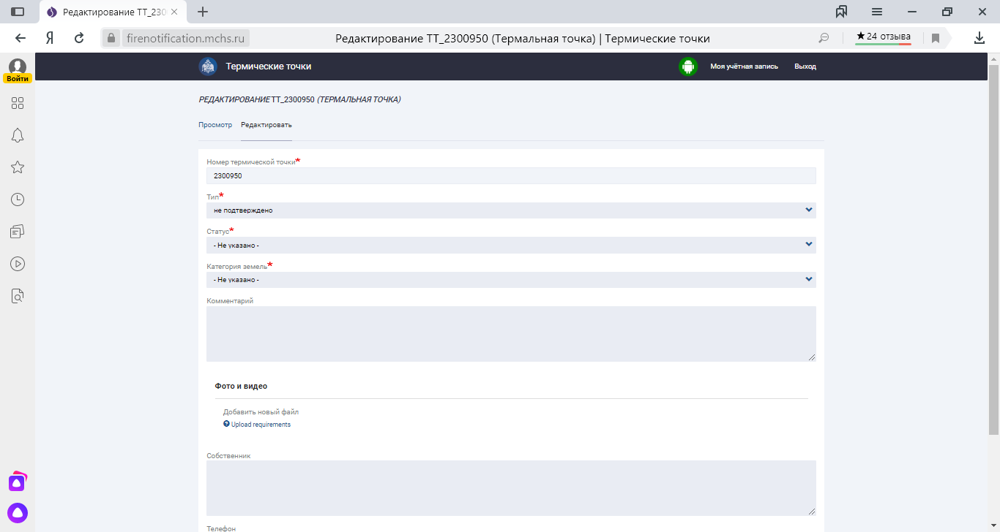 Редактирование ТТ_230
firenotification.mchs.ru
Редактирование ТТ_2300950 (Термальная точка) | Термические точки
★24 отзыва
Войти
Термические точки
Моя учётная запись
Выход
РЕДАКТИРОВАНИЕ ТТ_2300950 (ТЕРМАЛЬНАЯ ТОЧКА)
Просмотр
Редактировать
Номер термической точки*
2300950
Тип*
не подтверждено
Статус*
- Не указано -
Категория земель*
- Не указано -
Комментарий
Фото и видео
Добавить новый файл
Upload requirements
Собственник
Телефон